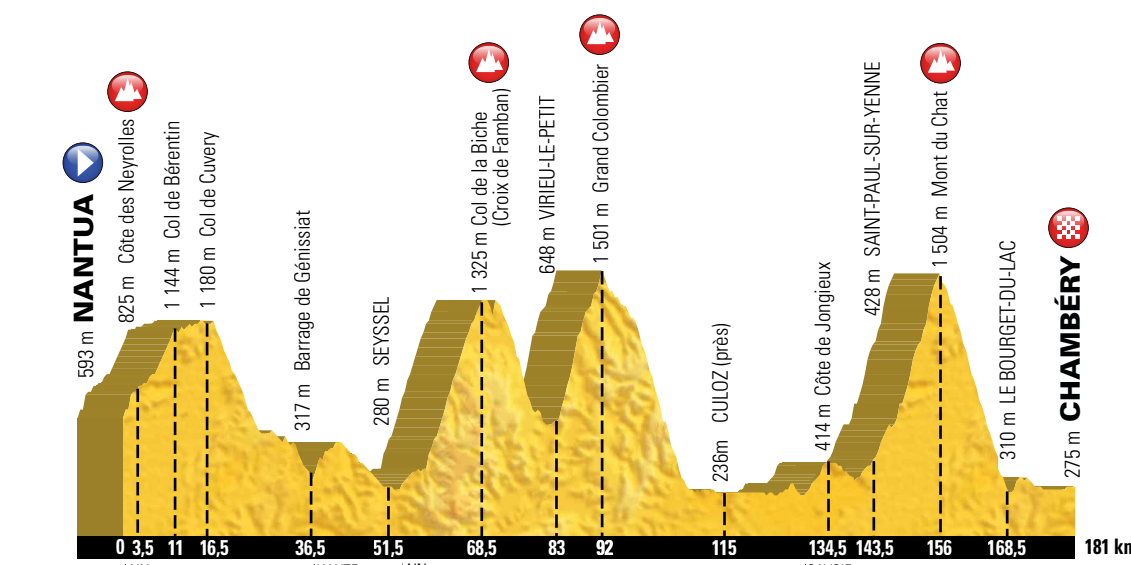 593 m NANTUA
825 m Côte des Neyrolles
1 144 m Col de Bérentin
1 180 m Col de Cuvery
317 m Barrage de Génissiat
280 m SEYSSEL
1 325 m Col de la Biche
(Croix de Famban)
648 m VIRIEU-LE-PETIT
1 501 m Grand Colombier
236m CULOZ (près)
414 m Côte de Jongieux
428 m SAINT-PAUL-SUR-YENNE
1 504 m Mont du Chat
310 m LE BOURGET-DU-LAC
275 m CHAMBÉRY
0 3,5 11 16,5 36,5 51,5 68,5 83 92 115 134,5 143,5 156 168,5 181 km